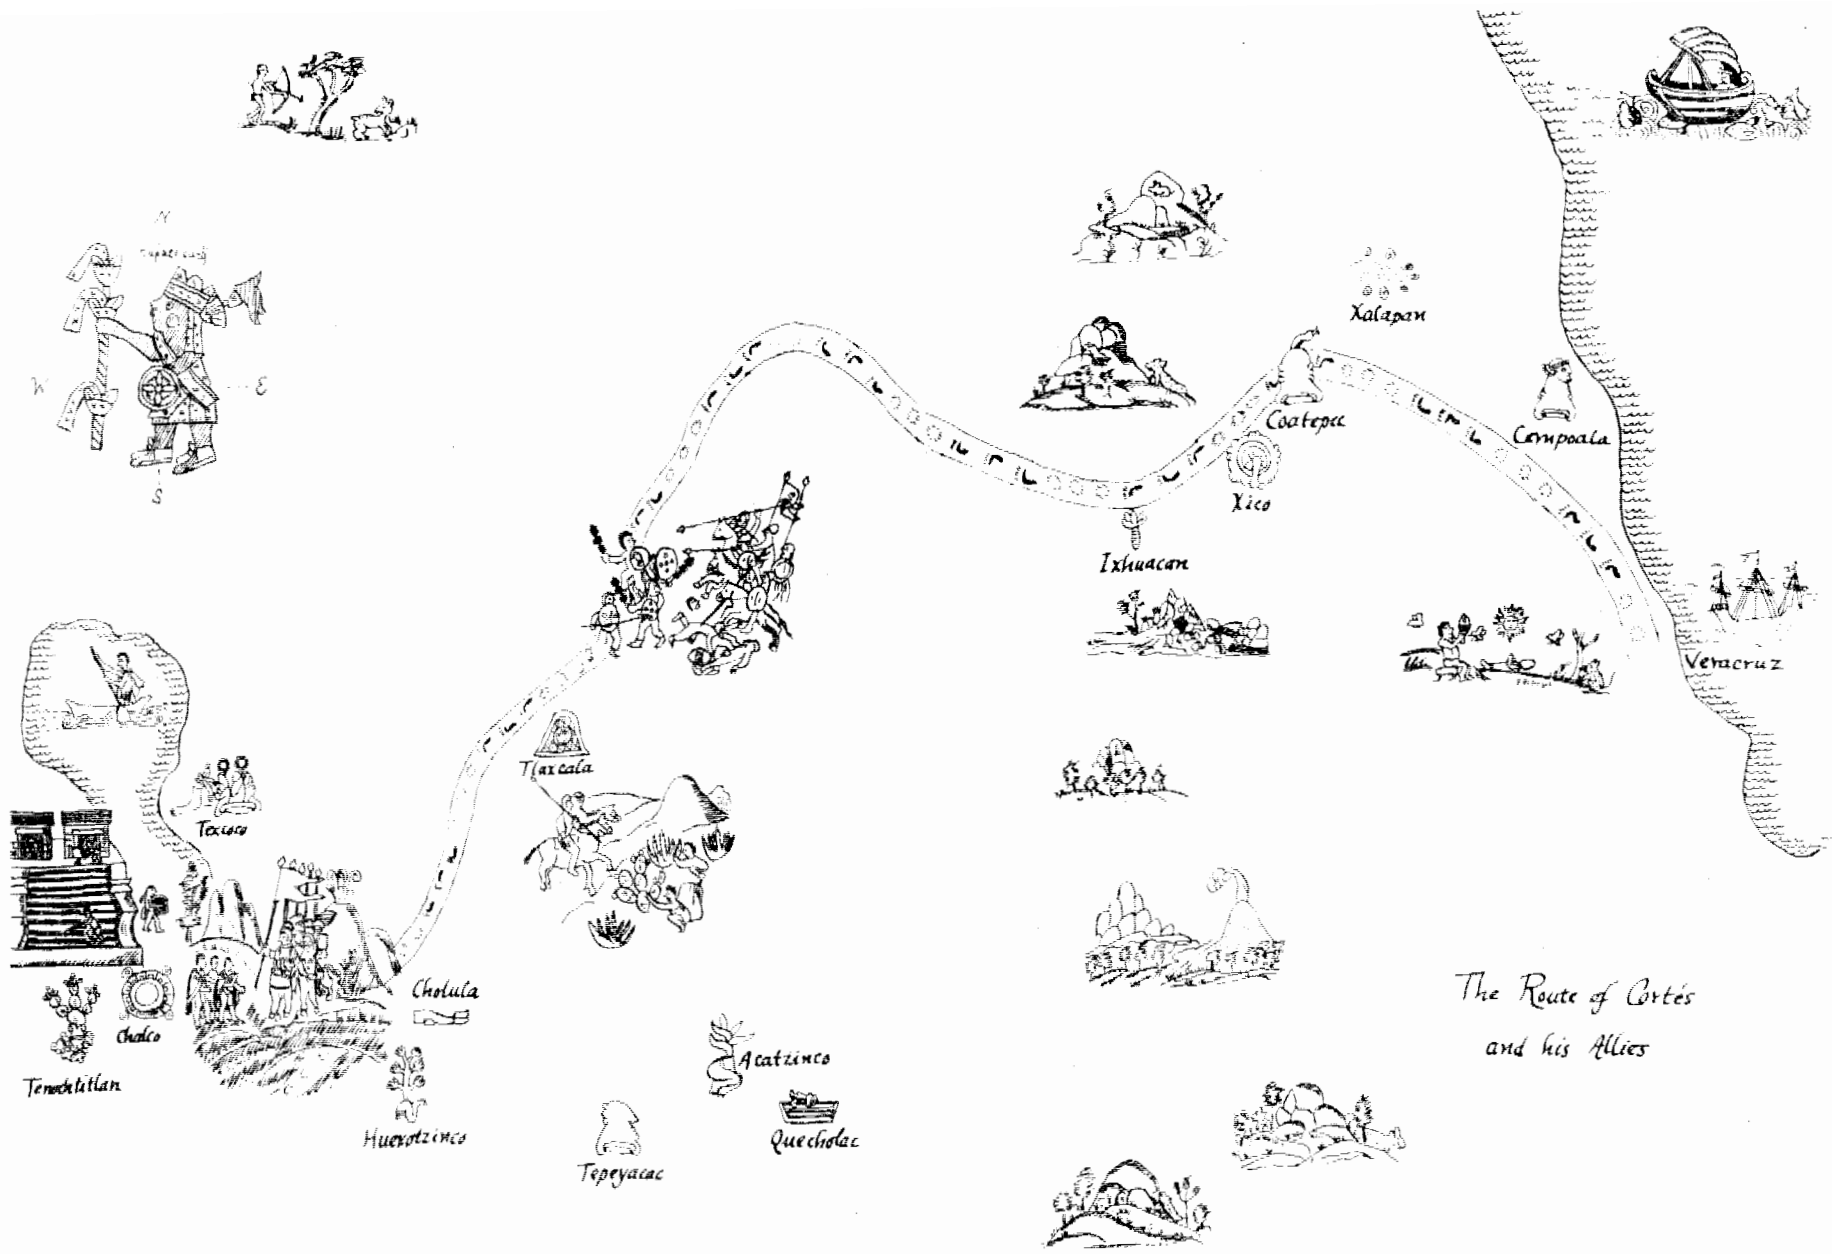 N
W
E
S
Xalapan
Coatepec
Cempoala
Xico
Ixhuacan
Veracruz
Tlaxcala
Texcoco
Cholula
The Route of Cortés
and his Allies
Chalco
Acatzinco
Tenochtitlan
Huexotzinco
Quecholac
Tepeyacac